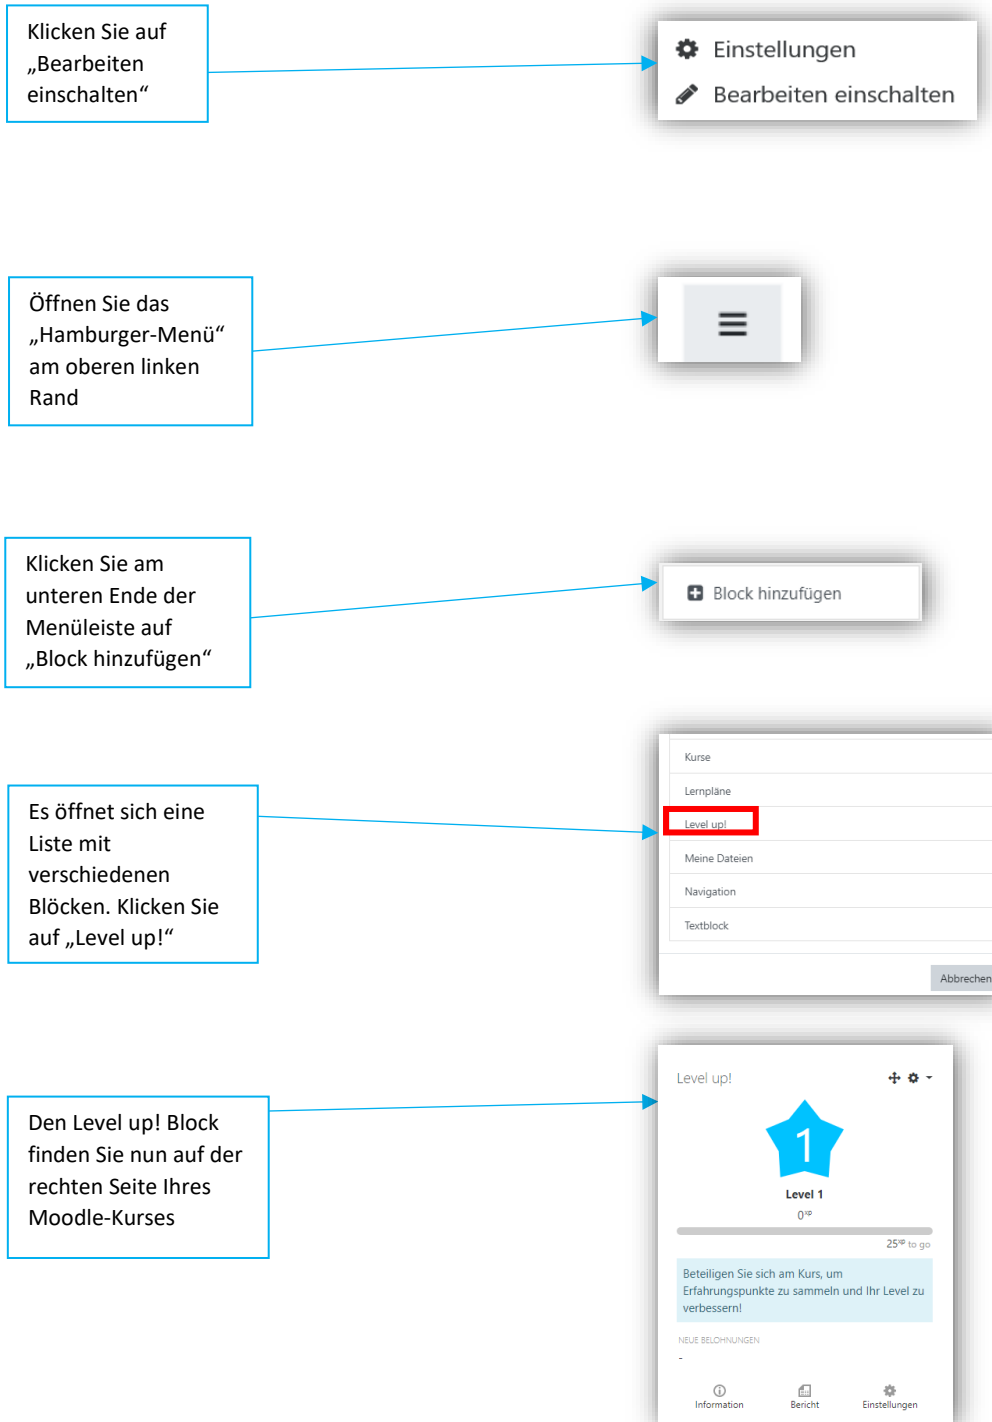 Klicken Sie auf
„Bearbeiten
einschalten“
Einstellungen
Bearbeiten einschalten
Öffnen Sie das
„Hamburger-Menü“
am oberen linken
Rand
Klicken Sie am
unteren Ende der
Menüleiste auf
„Block hinzufügen“
Block hinzufügen
Es öffnet sich eine
Liste mit
verschiedenen
Blöcken. Klicken Sie
auf „Level up!“
Kurse
Lernpläne
Level up!
Meine Dateien
Navigation
Textblock
Abbrechen
Den Level up! Block
finden Sie nun auf der
rechten Seite Ihres
Moodle-Kurses
Level up!
1
Level 1
0xp
25xp to go
Beteiligen Sie sich am Kurs, um
Erfahrungspunkte zu sammeln und Ihr Level zu
verbessern!
NEUE BELOHNUNGEN
-
Information Bericht Einstellungen